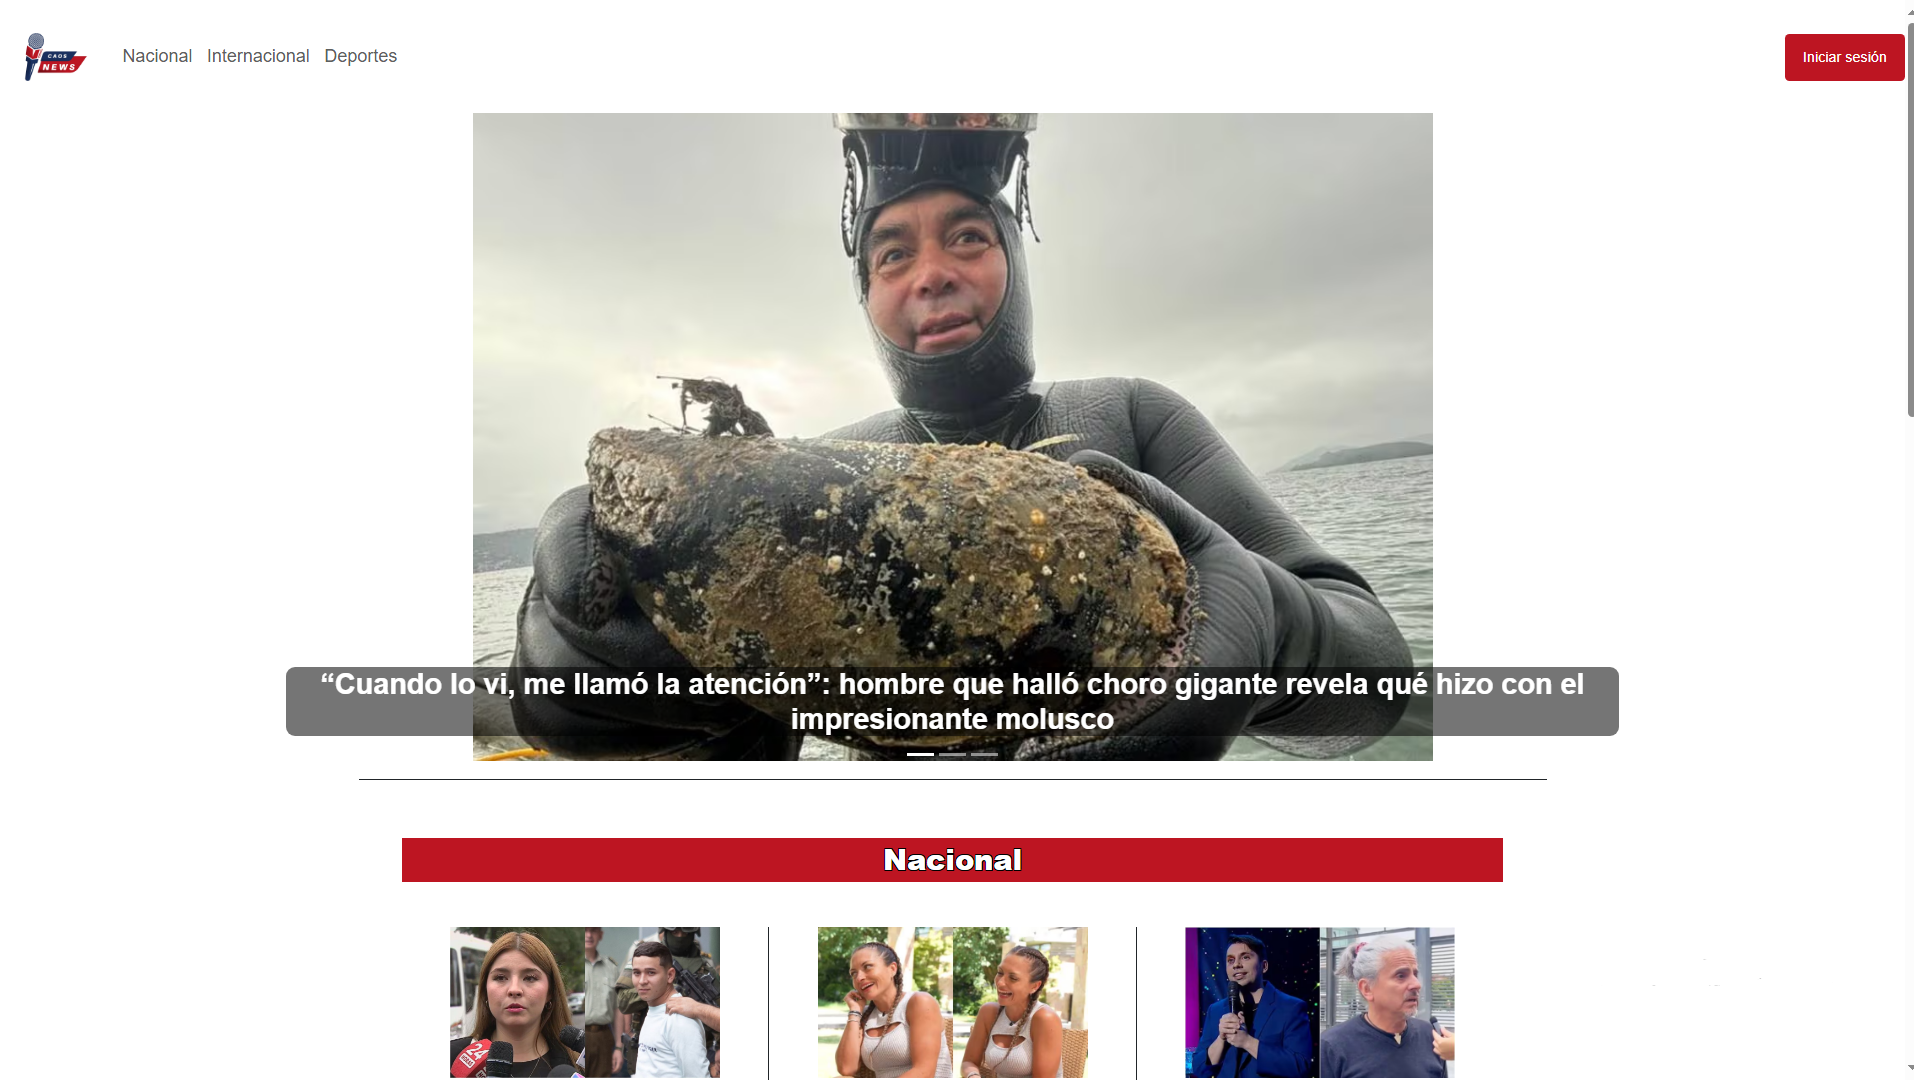 CAOS
NEWS
Nacional
Internacional
Deportes
Iniciar sesión
“Cuando lo vi, me llamó la atención”: hombre que halló choro gigante revela qué hizo con el
impresionante molusco
Nacional
24